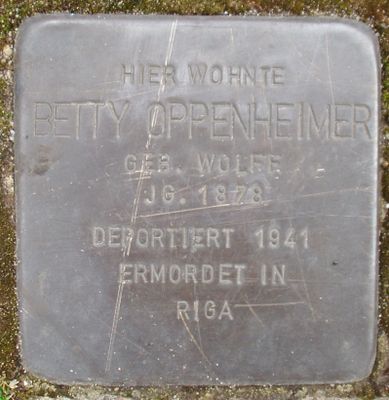 HIER WOHNTE
BETTY OPPENHEIMER
GEB. WOLFF
JG. 1878
DEPORTIERT 1941
ERMORDET IN
RIGA